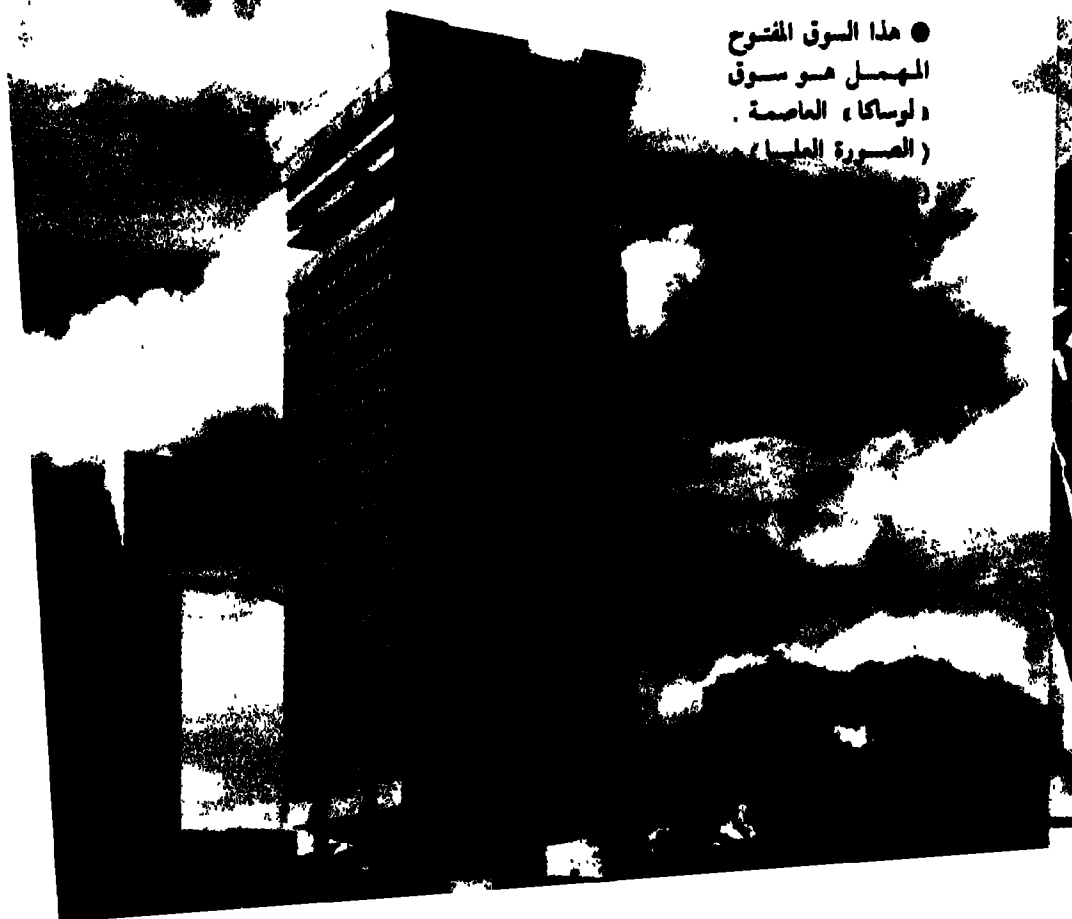 ● هذا السوق المفتوح
المهمل هو سوق
«لوساكا» العاصمة .
( الصورة العليا )